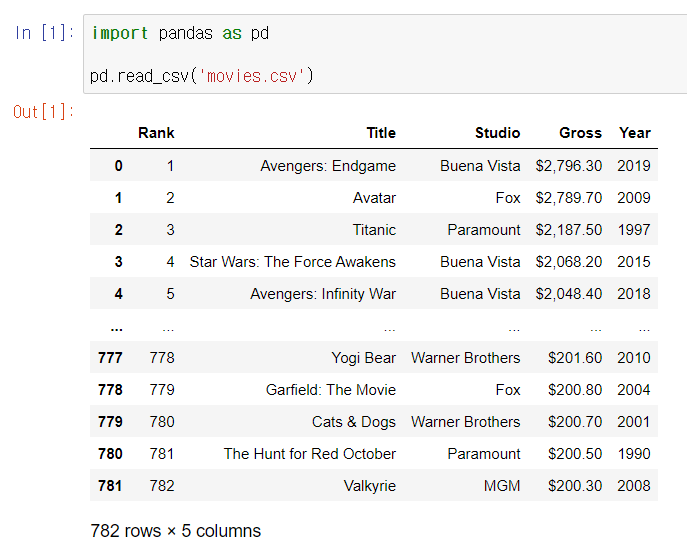 In [1]: import pandas as pd
pd.read_csv('movies.csv')
Out[1]:
Rank Title Studio Gross Year
0 1 Avengers: Endgame Buena Vista $2,796.30 2019
1 2 Avatar Fox $2,789.70 2009
2 3 Titanic Paramount $2,187.50 1997
3 4 Star Wars: The Force Awakens Buena Vista $2,068.20 2015
4 5 Avengers: Infinity War Buena Vista $2,048.40 2018
... ... ... ... ... ...
777 778 Yogi Bear Warner Brothers $201.60 2010
778 779 Garfield: The Movie Fox $200.80 2004
779 780 Cats & Dogs Warner Brothers $200.70 2001
780 781 The Hunt for Red October Paramount $200.50 1990
781 782 Valkyrie MGM $200.30 2008
782 rows × 5 columns